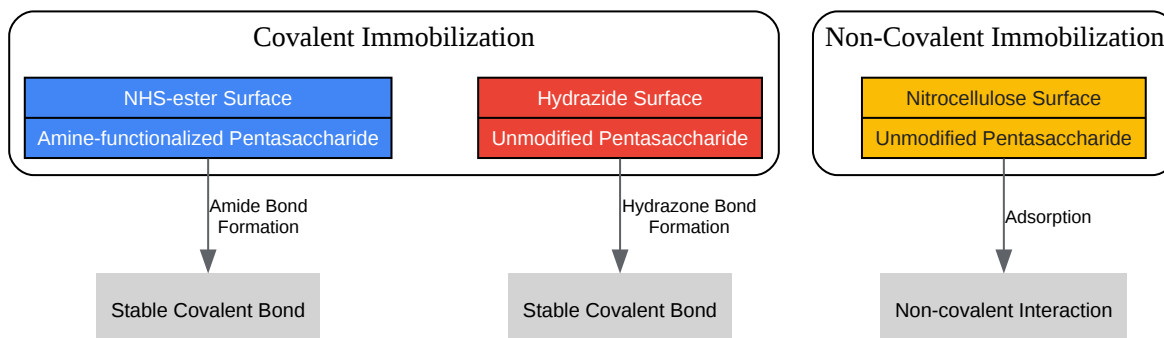 Covalent Immobilization
NHS-ester Surface
Amine-functionalized Pentasaccharide
Hydrazide Surface
Unmodified Pentasaccharide
Amide Bond
Formation
Hydrazone Bond
Formation
Stable Covalent Bond
Stable Covalent Bond
Non-Covalent Immobilization
Nitrocellulose Surface
Unmodified Pentasaccharide
Adsorption
Non-covalent Interaction